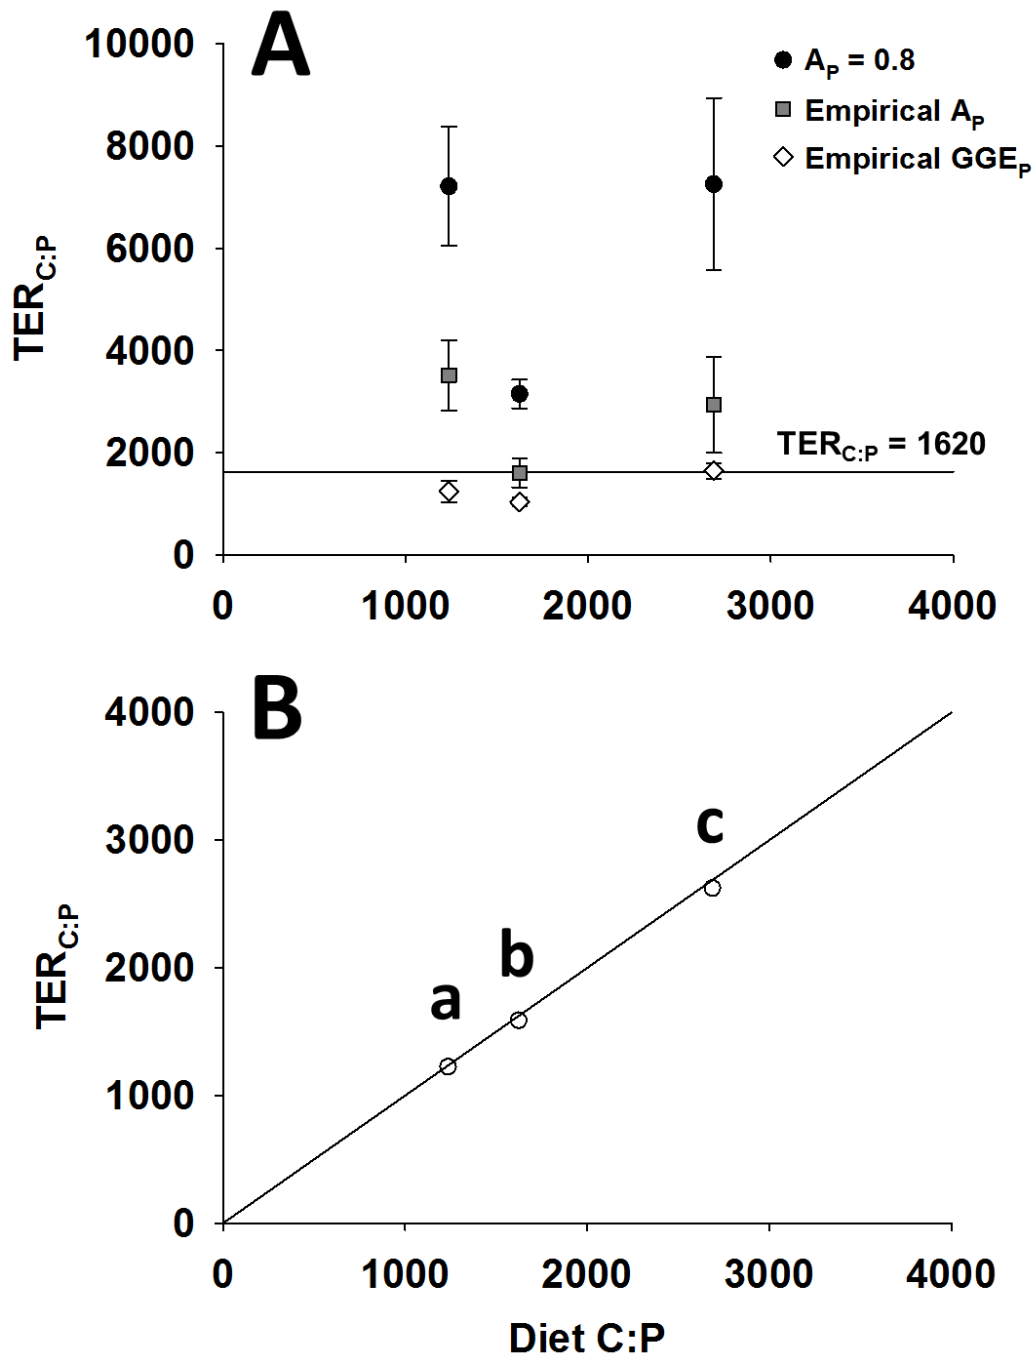 A
10000
8000
6000
4000
2000
0
TERC:P
AP = 0.8
Empirical AP
Empirical GGEP
TERC:P = 1620
0 1000 2000 3000 4000
B
4000
3000
2000
1000
0
TERC:P
a
b
c
0 1000 2000 3000 4000
Diet C:P